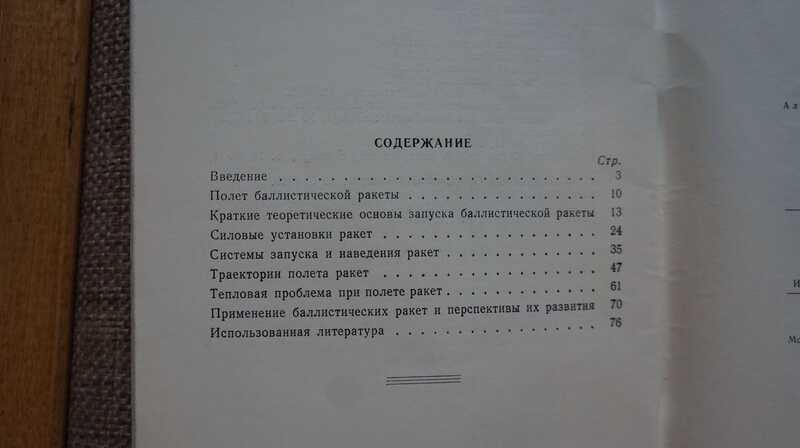 СОДЕРЖАНИЕ
Стр.
Введение . . . . . . . . . . . . . . . . . . . . . . . . . 3
Полет баллистической ракеты . . . . . . . . . . . . . . . 10
Краткие теоретические основы запуска баллистической ракеты 13
Силовые установки ракет . . . . . . . . . . . . . . . . . 24
Системы запуска и наведения ракет . . . . . . . . . . . . 35
Траектории полета ракет . . . . . . . . . . . . . . . . . 47
Тепловая проблема при полете ракет . . . . . . . . . . . . 61
Применение баллистических ракет и перспективы их развития 70
Использованная литература . . . . . . . . . . . . . . . . 76